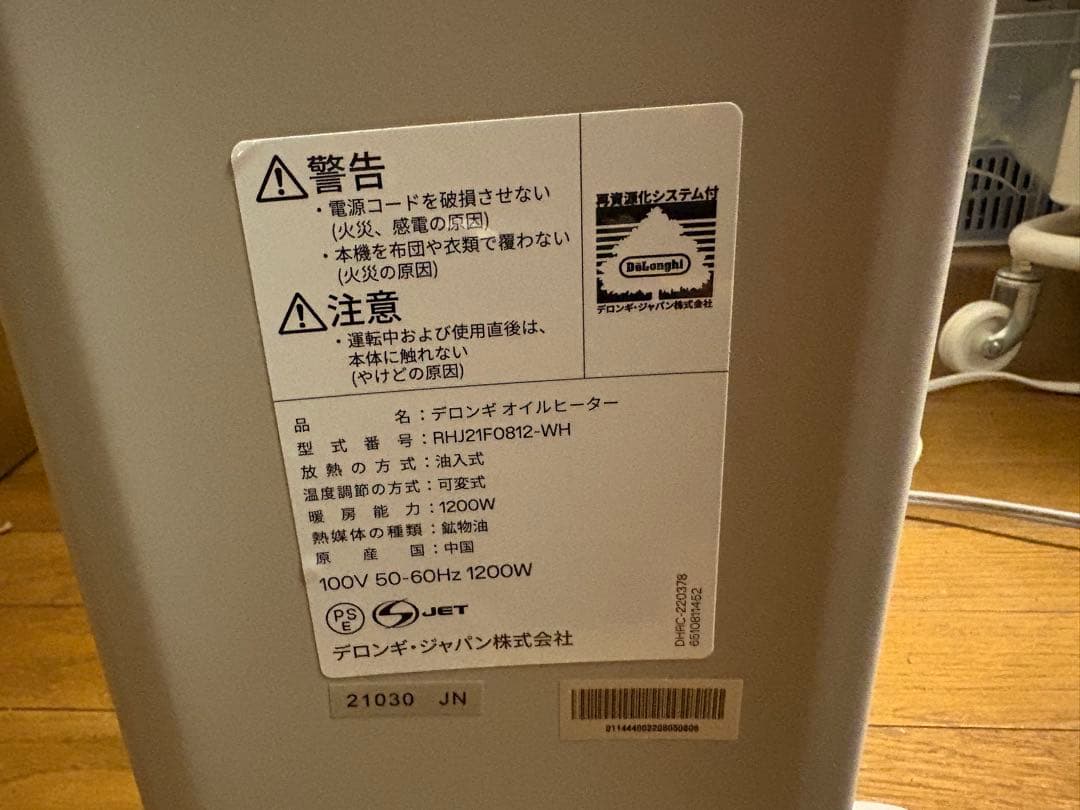 警告
・電源コードを破損させない
(火災、感電の原因)
・本機を布団や衣類で覆わない
(火災の原因)
注意
・運転中および使用直後は、
本体に触れない
(やけどの原因)
再資源化システム付
DeLonghi
デロンギ・ジャパン株式会社
品名：デロンギ オイルヒーター
型式番号：RHJ21F0812-WH
放熱の方式：油入式
温度調節の方式：可変式
暖房能力：1200W
熱媒体の種類：鉱物油
原産国：中国
100V 50-60Hz 1200W
PSE JET
デロンギ・ジャパン株式会社
DHRC-220378
6510811452
21030 JN